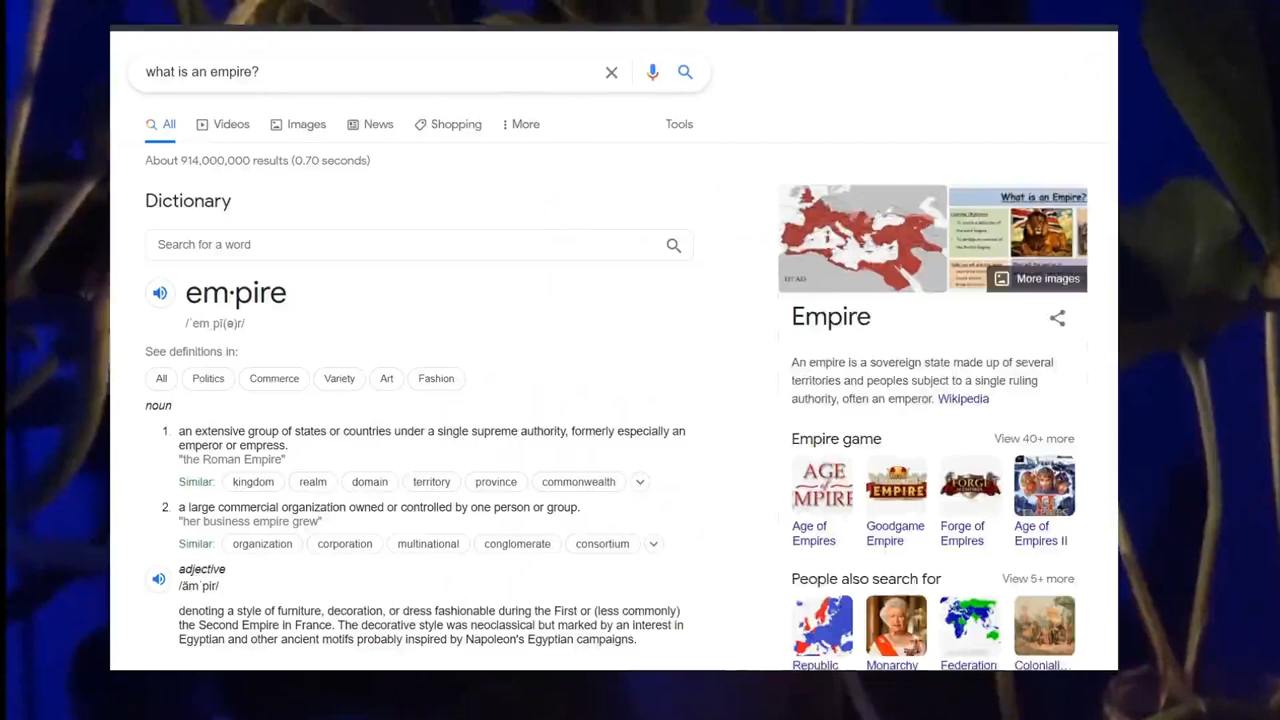 what is an empire?
All
Videos
Images
News
Shopping
More
Tools
About 914,000,000 results (0.70 seconds)
Dictionary
Search for a word
em·pire
/ˈemˌpī(ə)r/
See definitions in:
All
Politics
Commerce
Variety
Art
Fashion
noun
1. an extensive group of states or countries under a single supreme authority, formerly especially an
emperor or empress.
"the Roman Empire"
Similar: kingdom realm domain territory province commonwealth
2. a large commercial organization owned or controlled by one person or group.
"her business empire grew"
Similar: organization corporation multinational conglomerate consortium
adjective
/ämˈpir/
denoting a style of furniture, decoration, or dress fashionable during the First or (less commonly)
the Second Empire in France. The decorative style was neoclassical but marked by an interest in
Egyptian and other ancient motifs probably inspired by Napoleon's Egyptian campaigns.
What is an Empire?
More images
Empire
An empire is a sovereign state made up of several
territories and peoples subject to a single ruling
authority, often an emperor. Wikipedia
Empire game
View 40+ more
AGE
of
MPIRE
EMPIRE
FORGE
Age of
Empires
Goodgame
Empire
Forge of
Empires
Age of
Empires II
People also search for
View 5+ more
Republic
Monarchy
Federation
Coloniali...